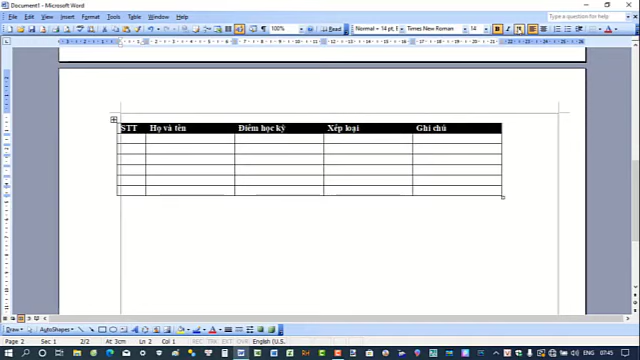 Document1 - Microsoft Word
File Edit View Insert Format Tools Table Window Help
Type a question for help
100% Read Normal + 14 pt, B Times New Roman 14
STT Họ và tên Điểm học kỳ Xếp loại Ghi chú
Draw AutoShapes
Page 2 Sec 1 2/2 At 3cm Ln 2 Col 1 REC TRK EXT OVR English (U.S.
07:45